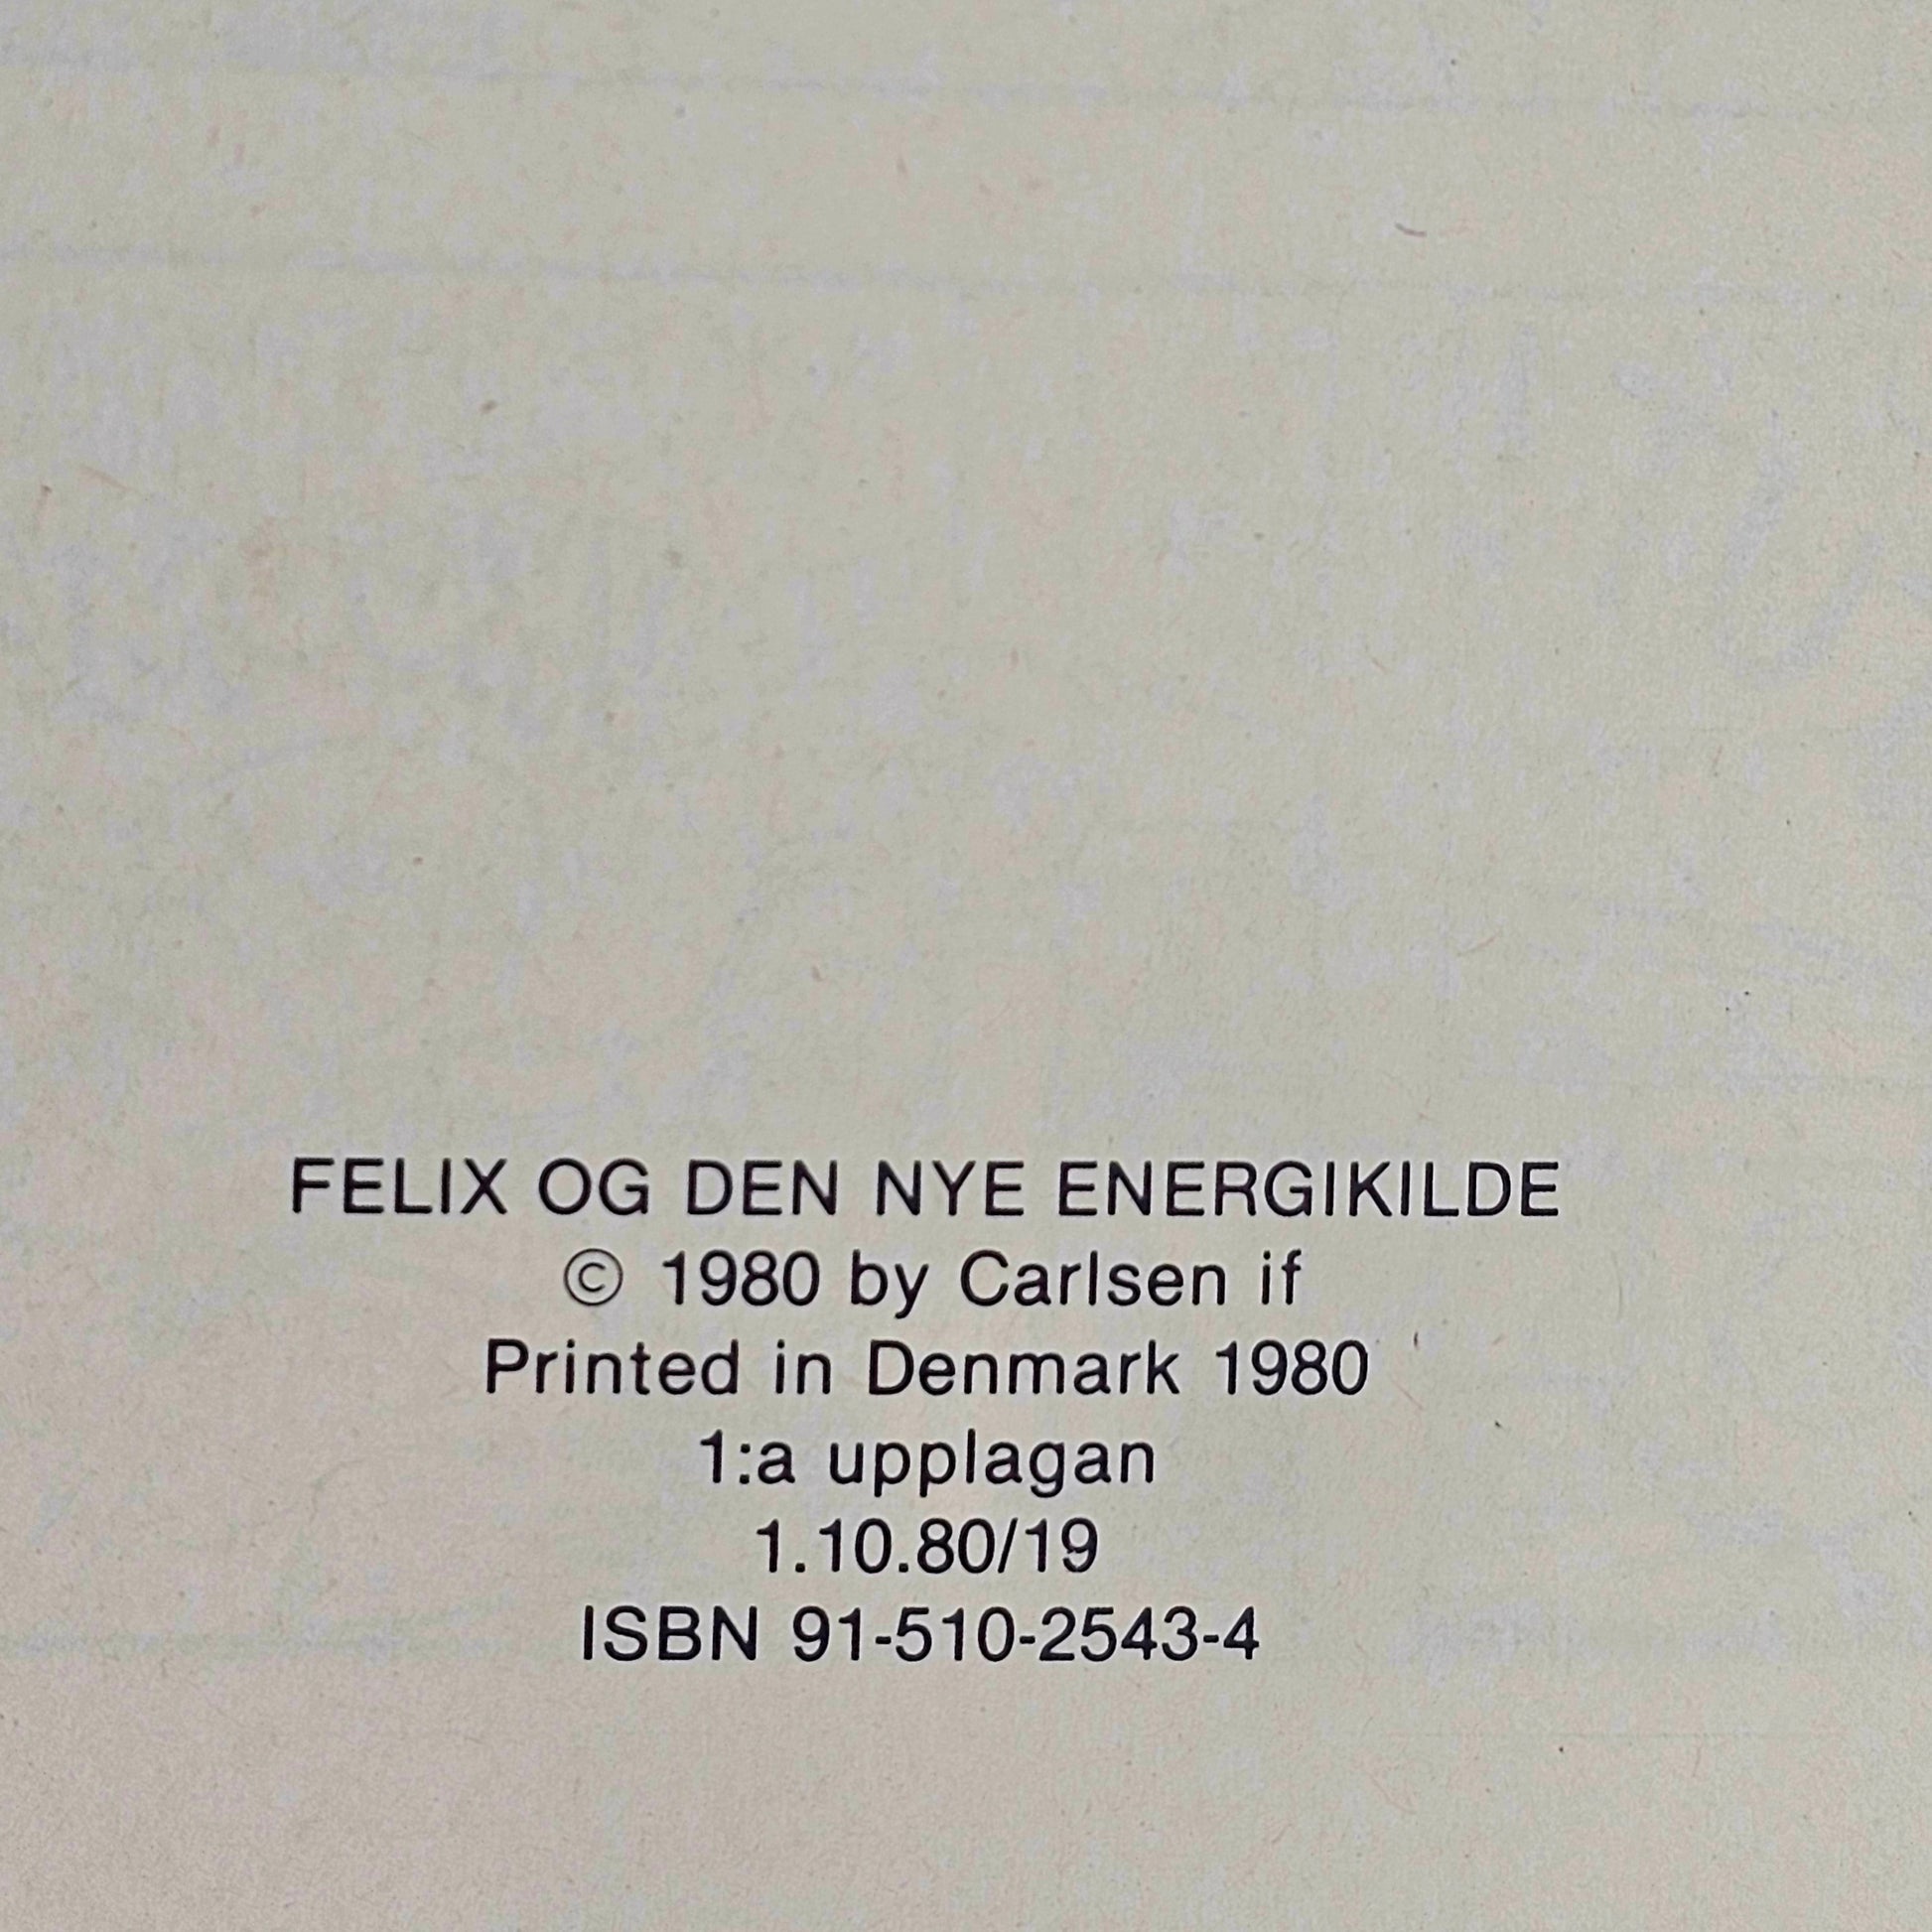 FELIX OG DEN NYE ENERGIKILDE
© 1980 by Carlsen if
Printed in Denmark 1980
1:a upplagan
1.10.80/19
ISBN 91-510-2543-4